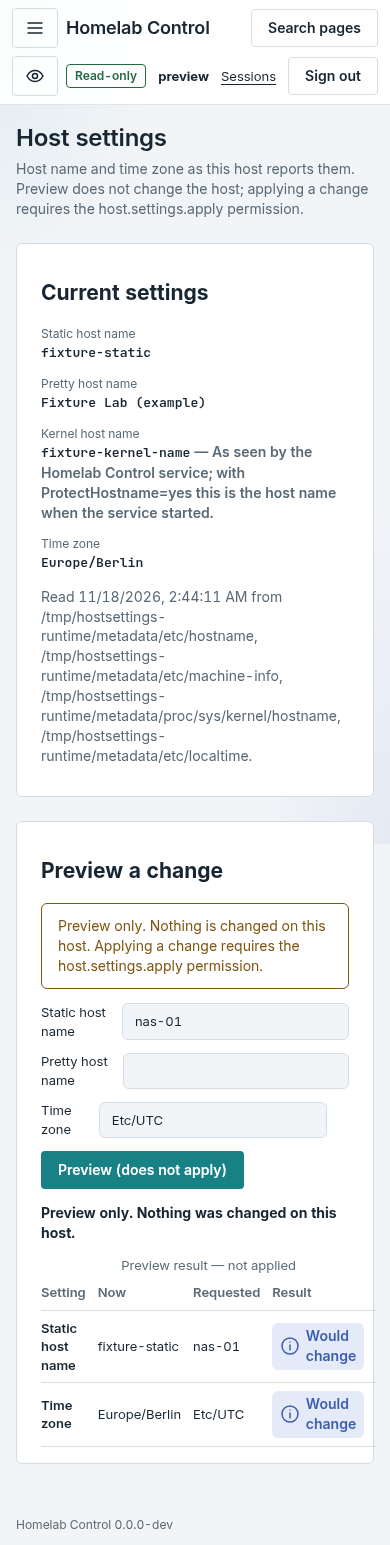 Homelab Control
Search pages
Read-only
preview
Sessions
Sign out
Host settings
Host name and time zone as this host reports them.
Preview does not change the host; applying a change
requires the host.settings.apply permission.
Current settings
Static host name
fixture-static
Pretty host name
Fixture Lab (example)
Kernel host name
fixture-kernel-name — As seen by the
Homelab Control service; with
ProtectHostname=yes this is the host name
when the service started.
Time zone
Europe/Berlin
Read 11/18/2026, 2:44:11 AM from
/tmp/hostsettings-
runtime/metadata/etc/hostname,
/tmp/hostsettings-
runtime/metadata/etc/machine-info,
/tmp/hostsettings-
runtime/metadata/proc/sys/kernel/hostname,
/tmp/hostsettings-
runtime/metadata/etc/localtime.
Preview a change
Preview only. Nothing is changed on this
host. Applying a change requires the
host.settings.apply permission.
Static host
name
nas-01
Pretty host
name
Time
zone
Etc/UTC
Preview (does not apply)
Preview only. Nothing was changed on this
host.
Preview result — not applied
Setting Now Requested Result
Static
host
name
fixture-static
nas-01
Would
change
Time
zone
Europe/Berlin
Etc/UTC
Would
change
Homelab Control 0.0.0-dev